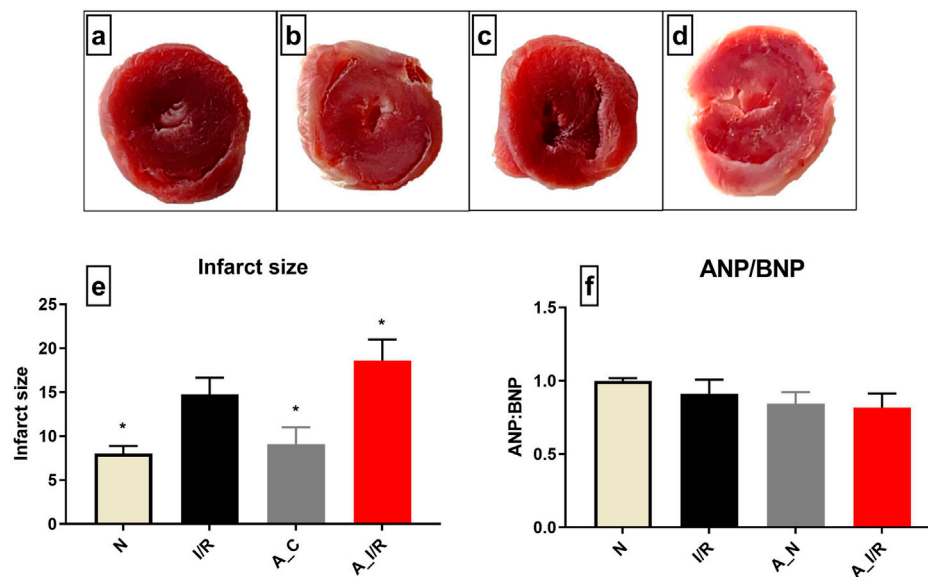 a
b
c
d
e
Infarct size
Infarct size
25
20
15
10
5
0
*
*
*
N
I/R
A_C
A_I/R
f
ANP/BNP
ANP:BNP
1.5
1.0
0.5
0.0
N
I/R
A_N
A_I/R